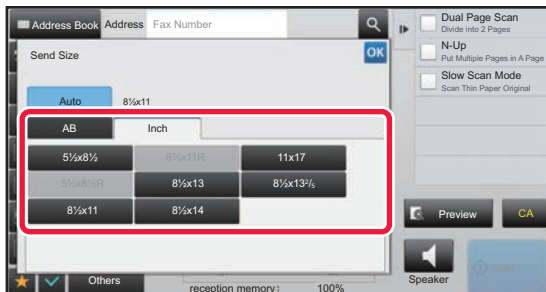 Address Book Address Fax Number
Send Size
OK
Auto 8½x11
AB Inch
5½x8½ 8½x11R 11x17
5½x8½R 8½x13 8½x13²/₅
8½x11 8½x14
Others
reception memory: 100%
Dual Page Scan
Divide into 2 Pages
N-Up
Put Multiple Pages in A Page
Slow Scan Mode
Scan Thin Paper Original
Preview CA
Speaker Start